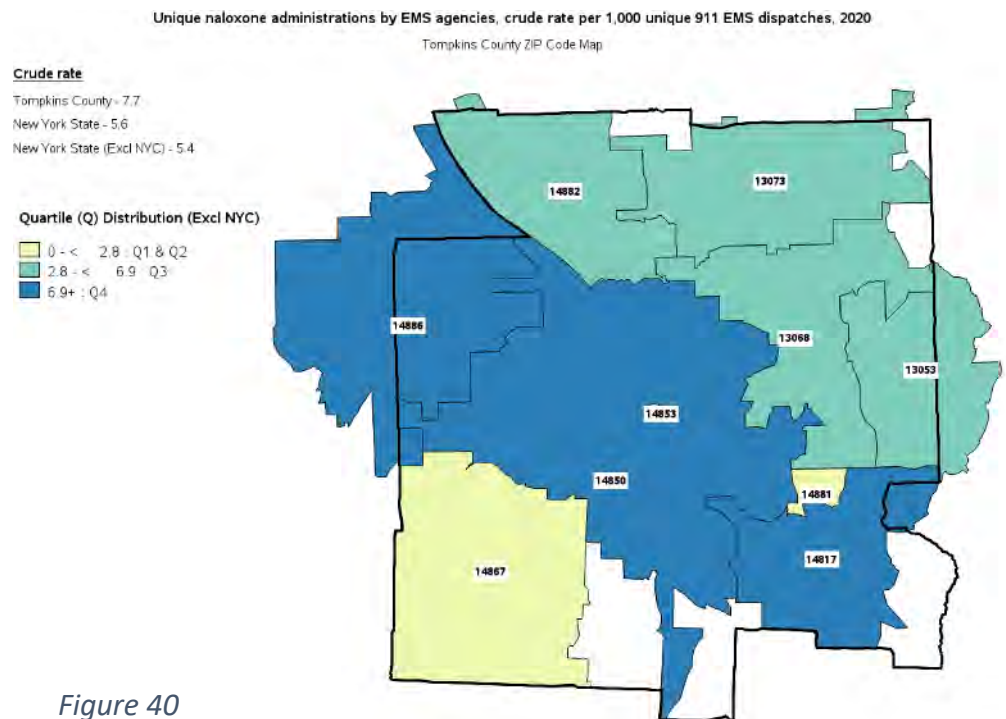 Unique naloxone administrations by EMS agencies, crude rate per 1,000 unique 911 EMS dispatches, 2020
Tompkins County ZIP Code Map
Crude rate
Tompkins County - 7.7
New York State - 5.6
New York State (Excl NYC) - 5.4
Quartile (Q) Distribution (Excl NYC)
0 - < 2.8 : Q1 & Q2
2.8 - < 6.9 Q3
6.9+ : Q4
14882
13073
14886
13068
13053
14853
14850
14881
14817
14867
Figure 40